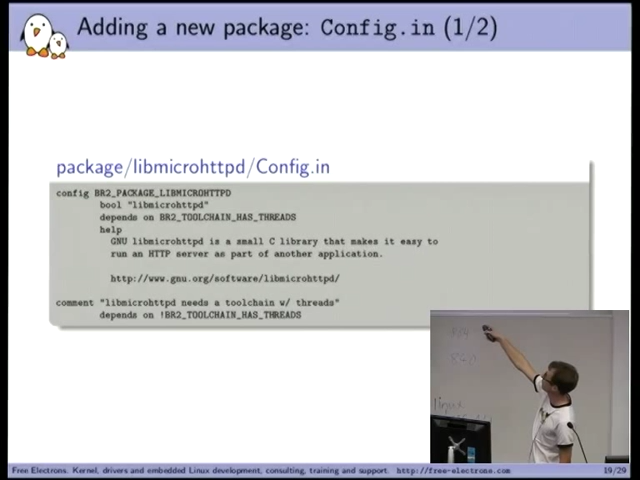 Adding a new package: Config.in (1/2)
package/libmicrohttpd/Config.in
config BR2_PACKAGE_LIBMICROHTTPD
bool "libmicrohttpd"
depends on BR2_TOOLCHAIN_HAS_THREADS
help
GNU libmicrohttpd is a small C library that makes it easy to
run an HTTP server as part of another application.
http://www.gnu.org/software/libmicrohttpd/
comment "libmicrohttpd needs a toolchain w/ threads"
depends on !BR2_TOOLCHAIN_HAS_THREADS
Free Electrons. Kernel, drivers and embedded Linux development, consulting, training and support. http://free-electrons.com
19/29